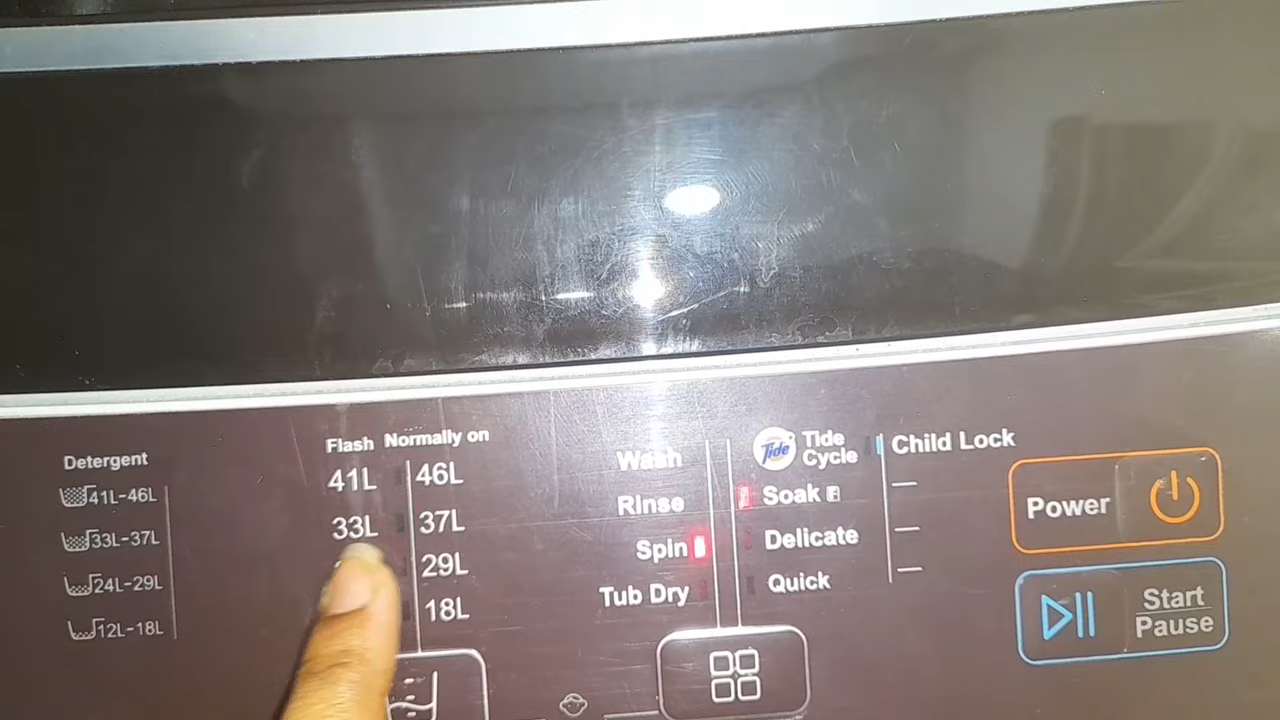 Detergent
41L-46L
33L-37L
24L-29L
12L-18L
Flash Normally on
41L 46L
33L 37L
29L
18L
Wash
Rinse
Spin
Tub Dry
Tide
Tide
Cycle
Soak
Delicate
Quick
Child Lock
Power
Start
Pause